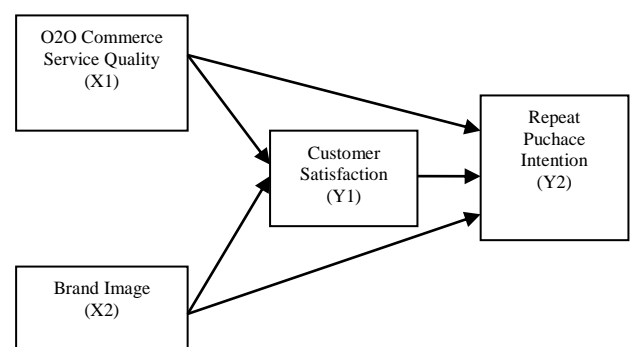 O2O Commerce
Service Quality
(X1)
Repeat
Puchace
Intention
(Y2)
Customer
Satisfaction
(Y1)
Brand Image
(X2)